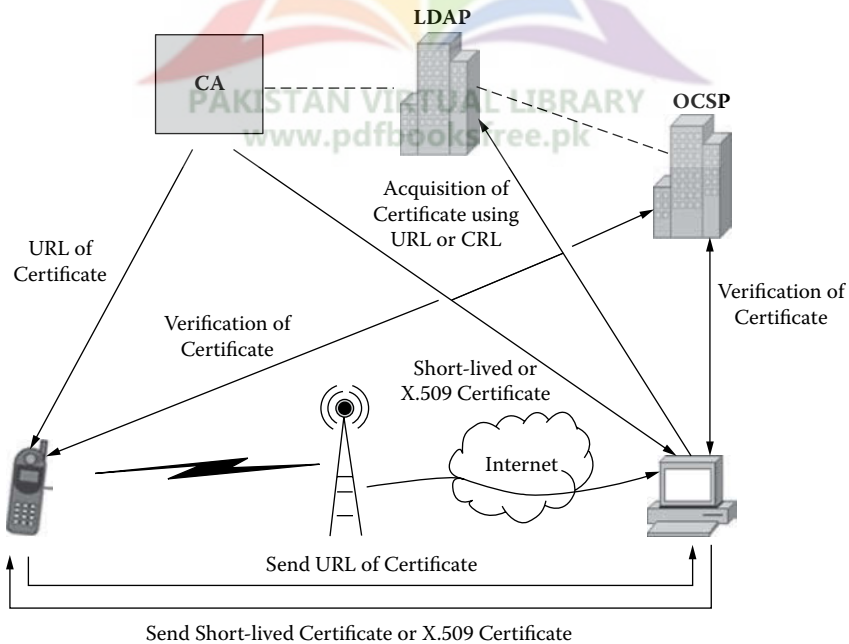 LDAP
CA
PAKISTAN VIRTUAL LIBRARY
www.pdfbooksfree.pk
OCSP
Acquisition of
Certificate using
URL or CRL
URL of
Certificate
Verification of
Certificate
Verification of
Certificate
Short-lived or
X.509 Certificate
Internet
Send URL of Certificate
Send Short-lived Certificate or X.509 Certificate